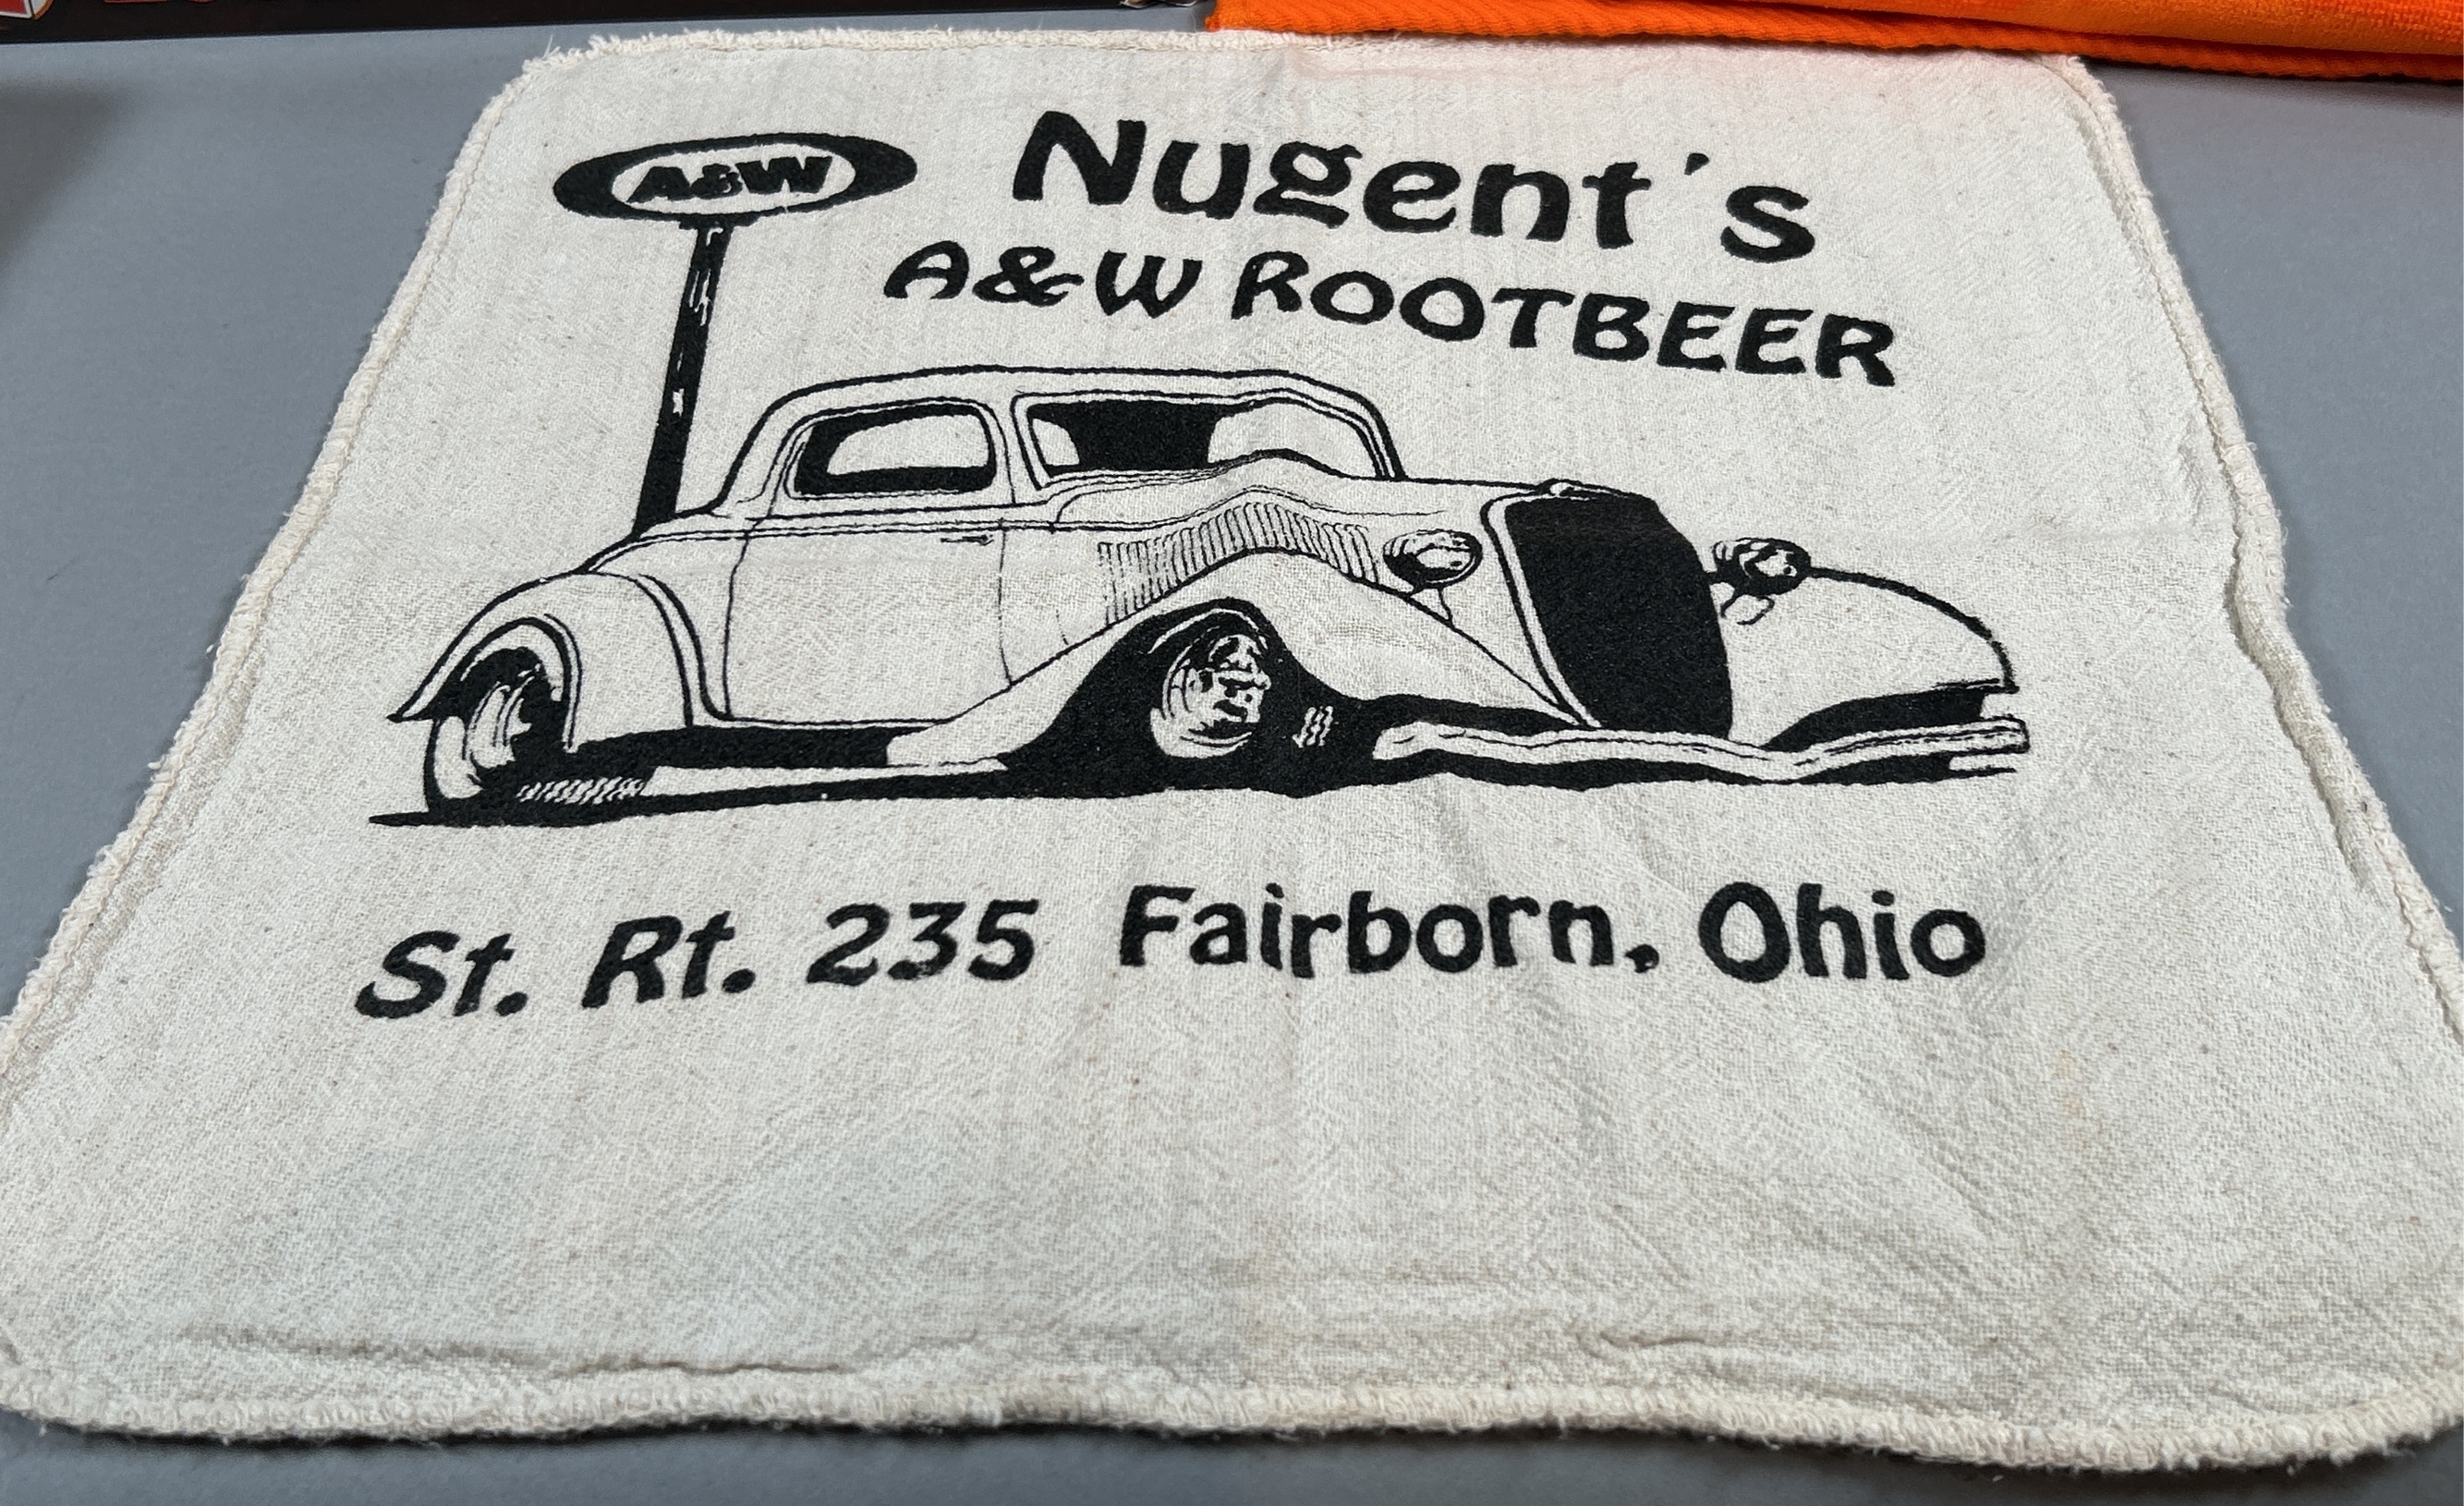 A&W
Nugent's
A&W ROOTBEER
St. Rt. 235 Fairborn, Ohio